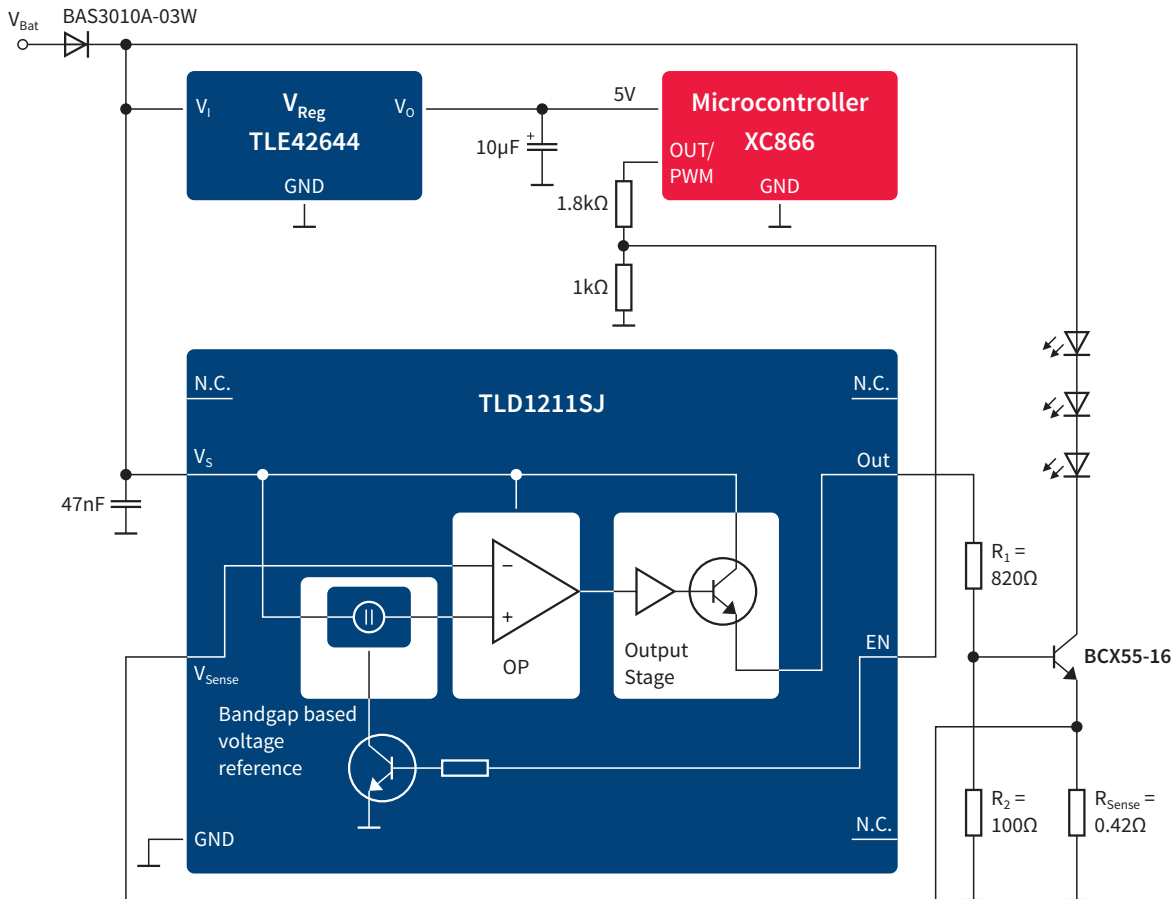 V_Bat
BAS3010A-03W
V_I
V_Reg
V_O
TLE42644
GND
5V
10µF
+
Microcontroller
XC866
OUT/
PWM
GND
1.8kΩ
1kΩ
N.C.
TLD1211SJ
N.C.
V_S
Out
47nF
−
+
OP
Output
Stage
EN
V_Sense
Bandgap based
voltage
reference
GND
N.C.
R_1 =
820Ω
BCX55-16
R_2 =
100Ω
R_Sense =
0.42Ω